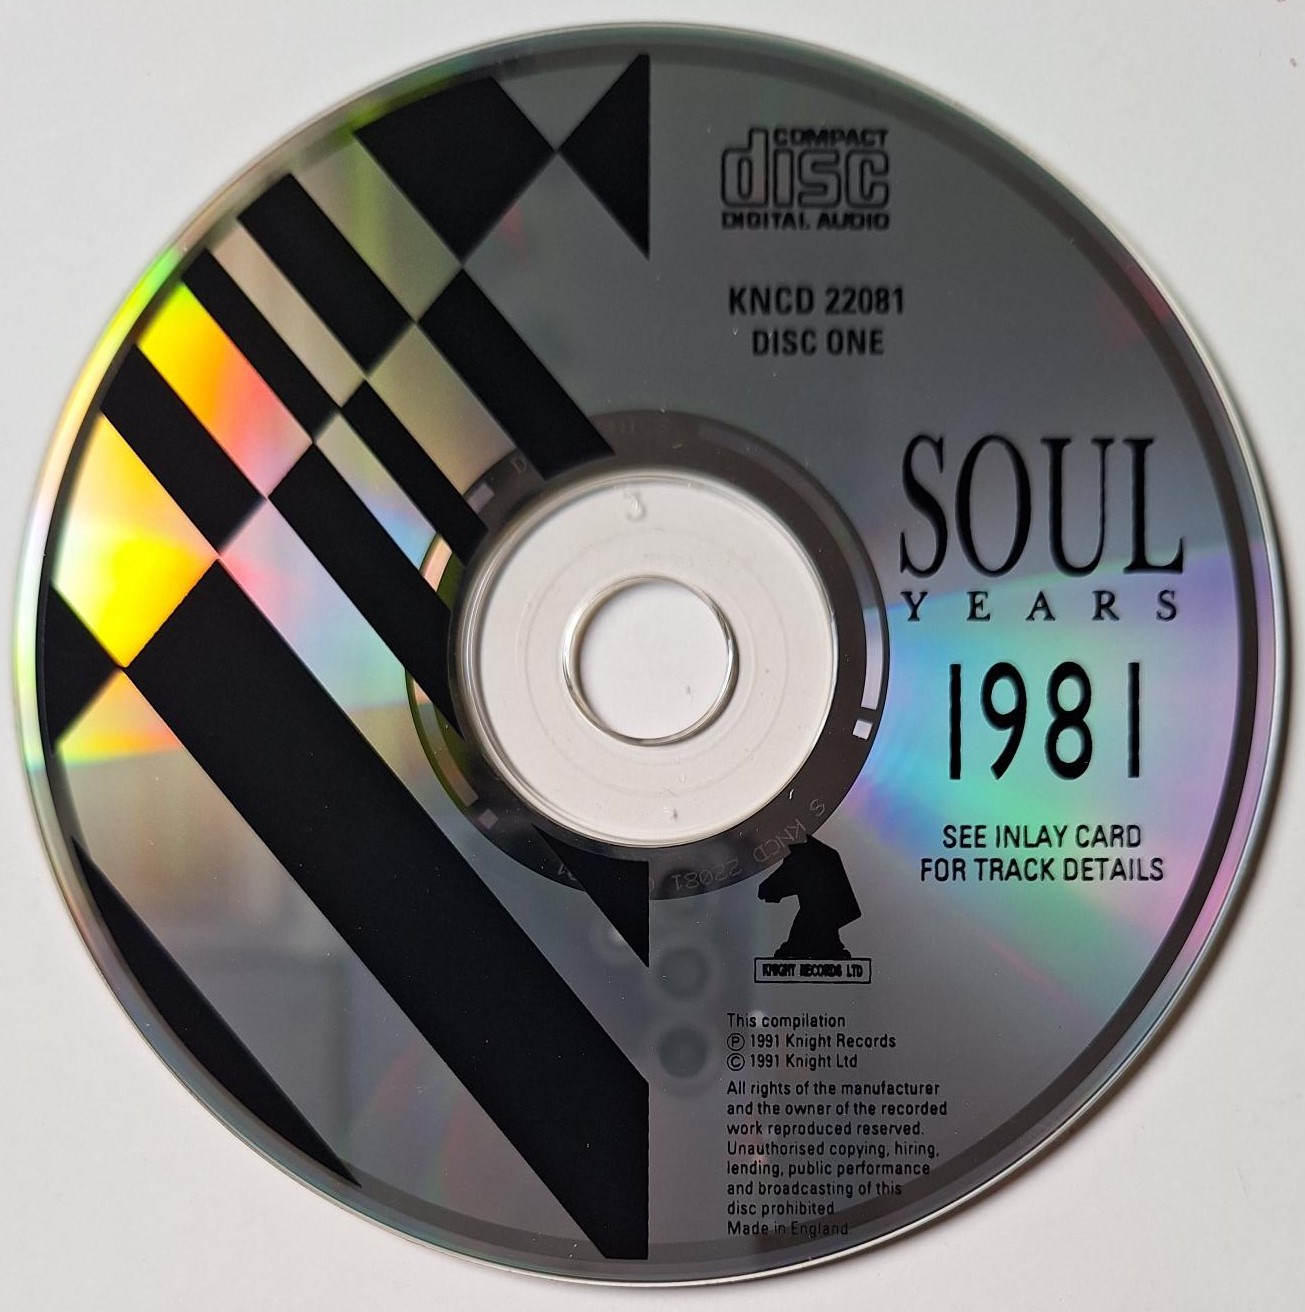 COMPACT
disc
DIGITAL AUDIO
KNCD 22081
DISC ONE
SOUL
YEARS
1981
SEE INLAY CARD
FOR TRACK DETAILS
S KNCD 22081
KNIGHT RECORDS LTD
This compilation
Ⓟ 1991 Knight Records
© 1991 Knight Ltd
All rights of the manufacturer
and the owner of the recorded
work reproduced reserved.
Unauthorised copying, hiring,
lending, public performance
and broadcasting of this
disc prohibited
Made in England